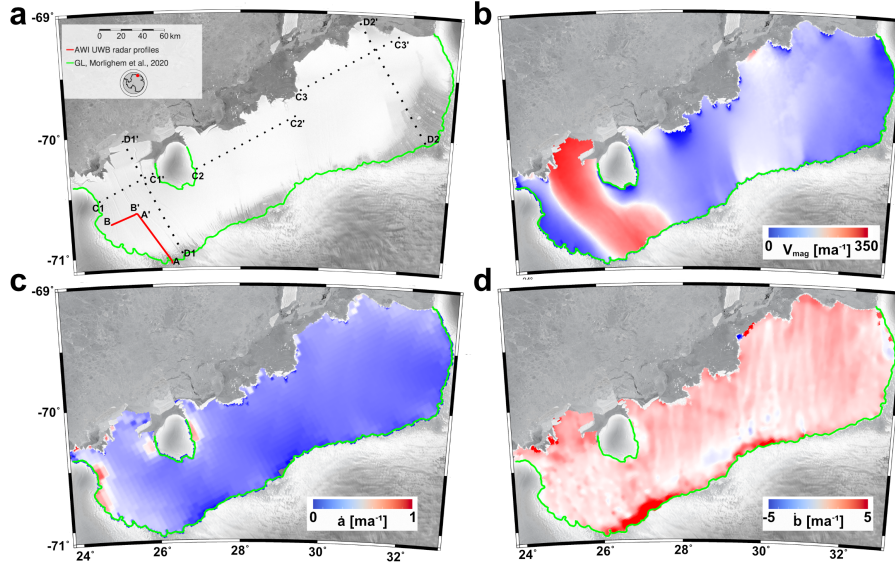 a
b
-69
0 20 40 60
km
AWI UWB radar profiles
GL, Morlighem et al., 2020
D2'
C3'
C3
C2'
D1'
D2
-70
C2
C1'
C1
B'
A'
B
D1
A
-71
0 350
Vmag [ma⁻¹]
c
d
-69
-70
-71
0 1
ȧ [ma⁻¹]
-5 5
ḃ [ma⁻¹]
24˚ 26˚ 28˚ 30˚ 32˚
26˚ 28˚ 30˚ 32˚